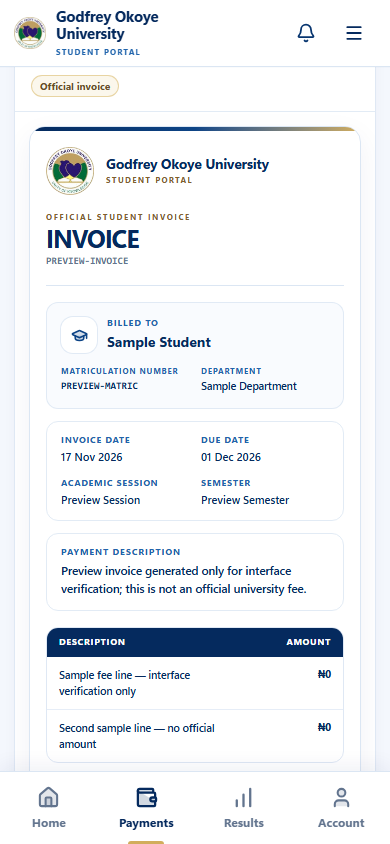 Godfrey Okoye
University
STUDENT PORTAL
Official invoice
Godfrey Okoye University
STUDENT PORTAL
OFFICIAL STUDENT INVOICE
INVOICE
PREVIEW-INVOICE
BILLED TO
Sample Student
MATRICULATION NUMBER
PREVIEW-MATRIC
DEPARTMENT
Sample Department
INVOICE DATE
17 Nov 2026
DUE DATE
01 Dec 2026
ACADEMIC SESSION
Preview Session
SEMESTER
Preview Semester
PAYMENT DESCRIPTION
Preview invoice generated only for interface
verification; this is not an official university fee.
DESCRIPTION AMOUNT
Sample fee line — interface
verification only
₦0
Second sample line — no official
amount
₦0
Home
Payments
Results
Account